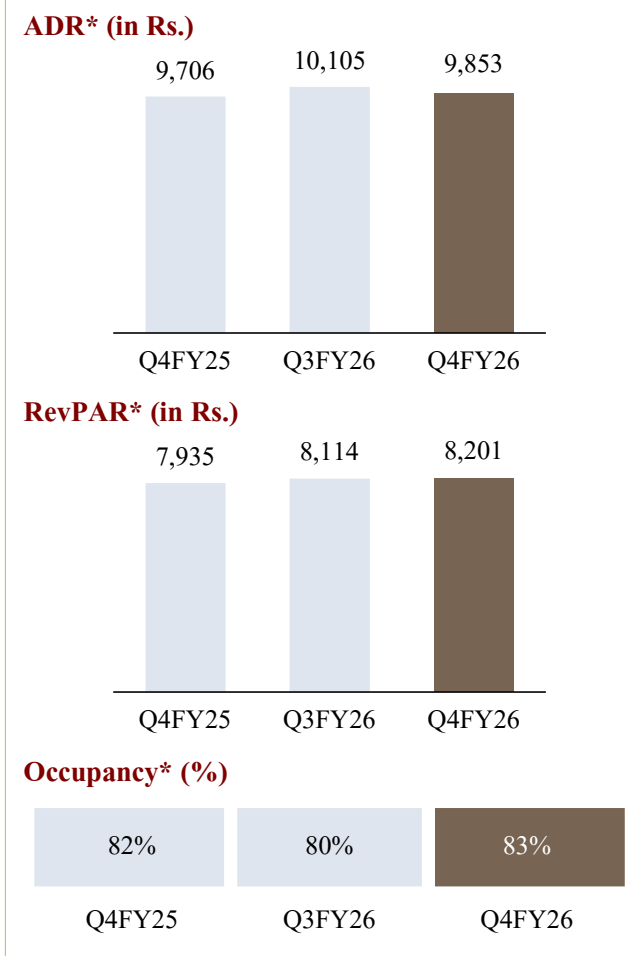 ADR* (in Rs.)
9,706 10,105 9,853
Q4FY25 Q3FY26 Q4FY26
RevPAR* (in Rs.)
7,935 8,114 8,201
Q4FY25 Q3FY26 Q4FY26
Occupancy* (%)
82% 80% 83%
Q4FY25 Q3FY26 Q4FY26